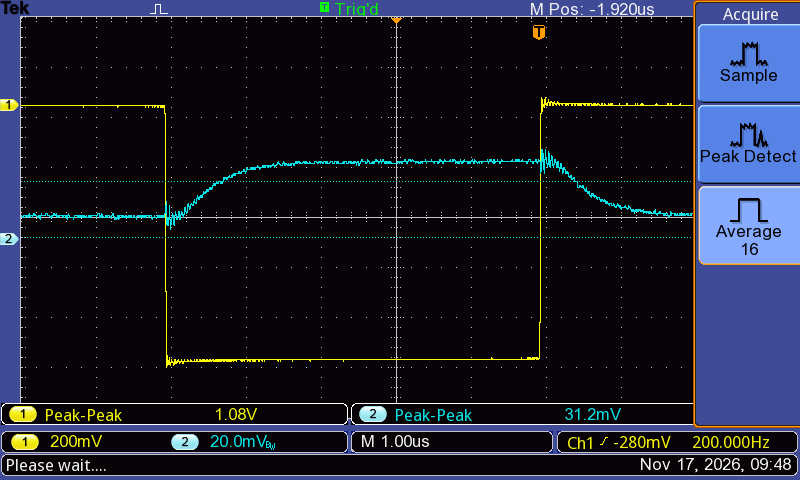 Tek Trig'd M Pos: -1.920us
T
T
Acquire
Sample
Peak Detect
Average
16
1
2
1 Peak-Peak 1.08V 2 Peak-Peak 31.2mV
1 200mV 2 20.0mVBW M 1.00us Ch1 -280mV 200.000Hz
Please wait.... Nov 17, 2026, 09:48